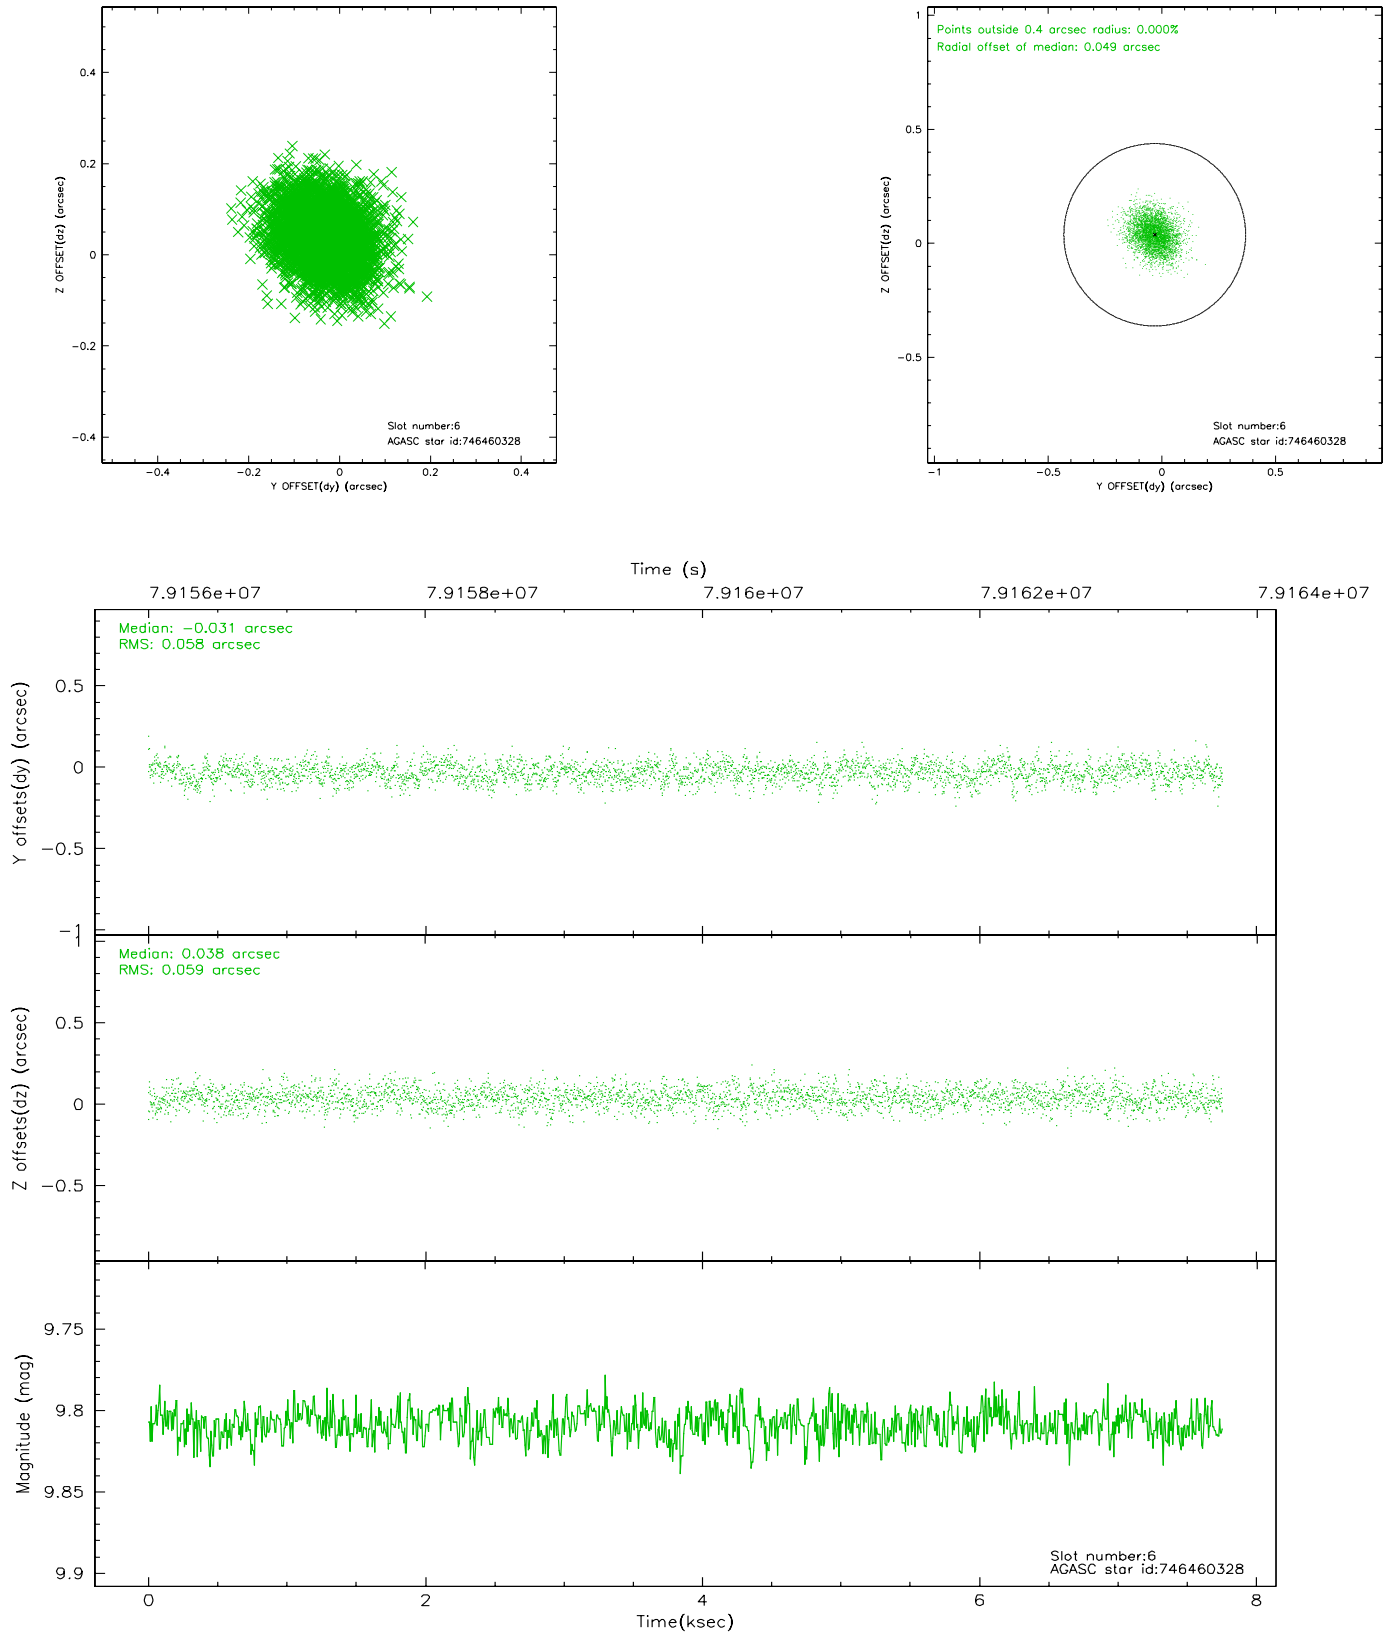 0.4
0.2
0
-0.2
-0.4
Z OFFSET(dz) (arcsec)
Slot number:6
AGASC star id:746460328
-0.4 -0.2 0 0.2 0.4
Y OFFSET(dy) (arcsec)
Points outside 0.4 arcsec radius: 0.000%
Radial offset of median: 0.049 arcsec
1
0.5
0
-0.5
Z OFFSET(dz) (arcsec)
Slot number:6
AGASC star id:746460328
-1 -0.5 0 0.5
Y OFFSET(dy) (arcsec)
Time (s)
7.9156e+07 7.9158e+07 7.916e+07 7.9162e+07 7.9164e+07
Median: -0.031 arcsec
RMS: 0.058 arcsec
0.5
0
-0.5
-1
Y offsets(dy) (arcsec)
Median: 0.038 arcsec
RMS: 0.059 arcsec
1
0.5
0
-0.5
Z offsets(dz) (arcsec)
9.75
9.8
9.85
9.9
Magnitude (mag)
Slot number:6
AGASC star id:746460328
0 2 4 6 8
Time(ksec)